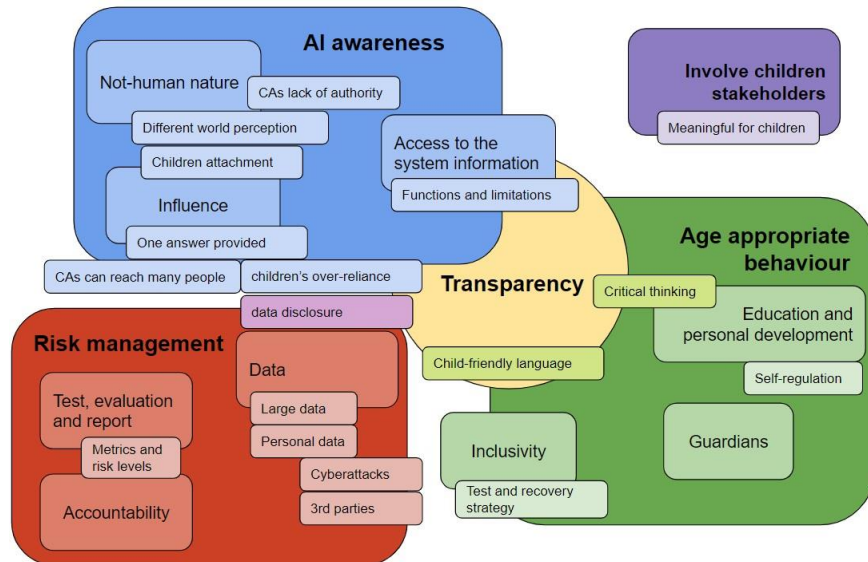 AI awareness
Not-human nature
CAs lack of authority
Different world perception
Children attachment
Access to the
system information
Functions and limitations
Influence
One answer provided
CAs can reach many people
children's over-reliance
Involve children
stakeholders
Meaningful for children
Transparency
Critical thinking
Child-friendly language
Age appropriate
behaviour
Education and
personal development
Self-regulation
Guardians
Inclusivity
Test and recovery
strategy
data disclosure
Risk management
Data
Large data
Personal data
Cyberattacks
3rd parties
Test, evaluation
and report
Metrics and
risk levels
Accountability